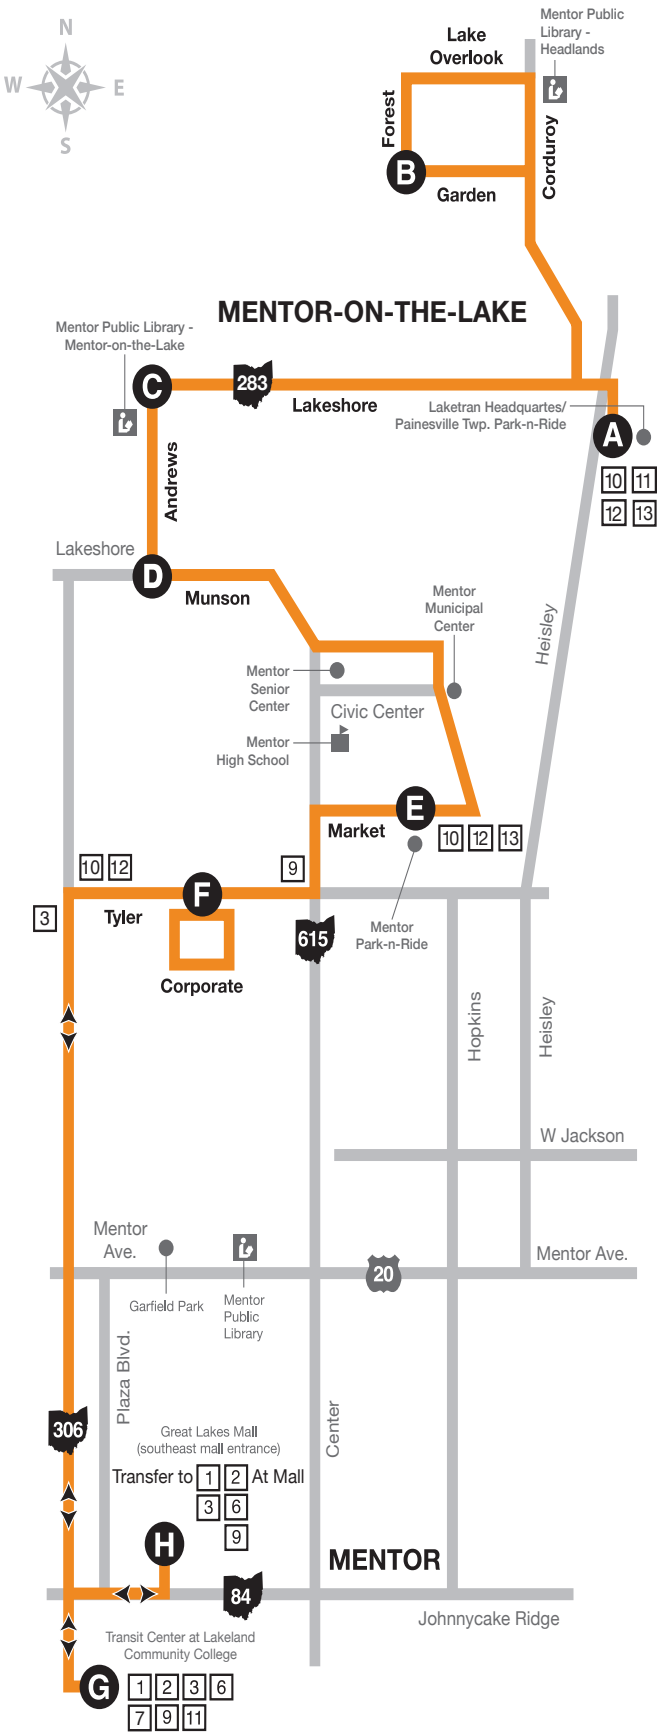 N
W
E
S
Lake
Overlook
Mentor Public
Library -
Headlands
Forest
Corduroy
B
Garden
MENTOR-ON-THE-LAKE
Mentor Public Library -
Mentor-on-the-Lake
C
283
Lakeshore
Laketran Headquartes/
Painesville Twp. Park-n-Ride
A
10 11
12 13
Andrews
Lakeshore
D
Munson
Mentor
Municipal
Center
Heisley
Mentor
Senior
Center
Civic Center
Mentor
High School
E
Market
10 12 13
10 12
9
3
F
Tyler
Mentor
Park-n-Ride
615
Corporate
Hopkins
Heisley
W Jackson
Mentor
Ave.
Mentor Ave.
20
Garfield Park
Mentor
Public
Library
Plaza Blvd.
Center
306
Great Lakes Mall
(southeast mall entrance)
Transfer to 1 2 At Mall
3 6
9
H
MENTOR
84
Johnnycake Ridge
Transit Center at Lakeland
Community College
G
1 2 3 6
7 9 11